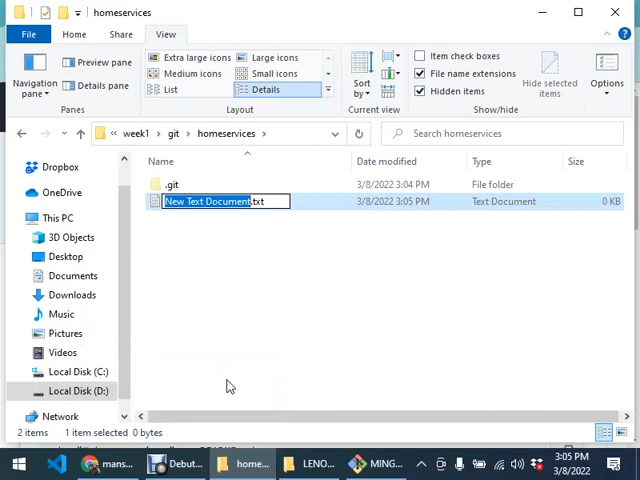 homeservices
File
Home
Share
View
Navigation pane
Preview pane
Details pane
Panes
Extra large icons
Large icons
Medium icons
Small icons
List
Details
Layout
Sort by
Current view
Item check boxes
File name extensions
Hidden items
Hide selected items
Show/hide
Options
« week1 > git > homeservices >
Search homeservices
Name
Date modified
Type
Size
.git
3/8/2022 3:04 PM
File folder
New Text Document.txt
3/8/2022 3:05 PM
Text Document
0 KB
Dropbox
OneDrive
This PC
3D Objects
Desktop
Documents
Downloads
Music
Pictures
Videos
Local Disk (C:)
Local Disk (D:)
Network
2 items
1 item selected 0 bytes
mans...
Debut...
home...
LENO...
MING...
3:05 PM
3/8/2022